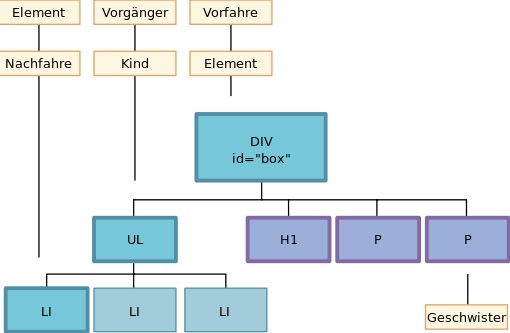 Element
Vorgänger
Vorfahre
Nachfahre
Kind
Element
DIV
id="box"
UL
H1
P
P
LI
LI
LI
Geschwister